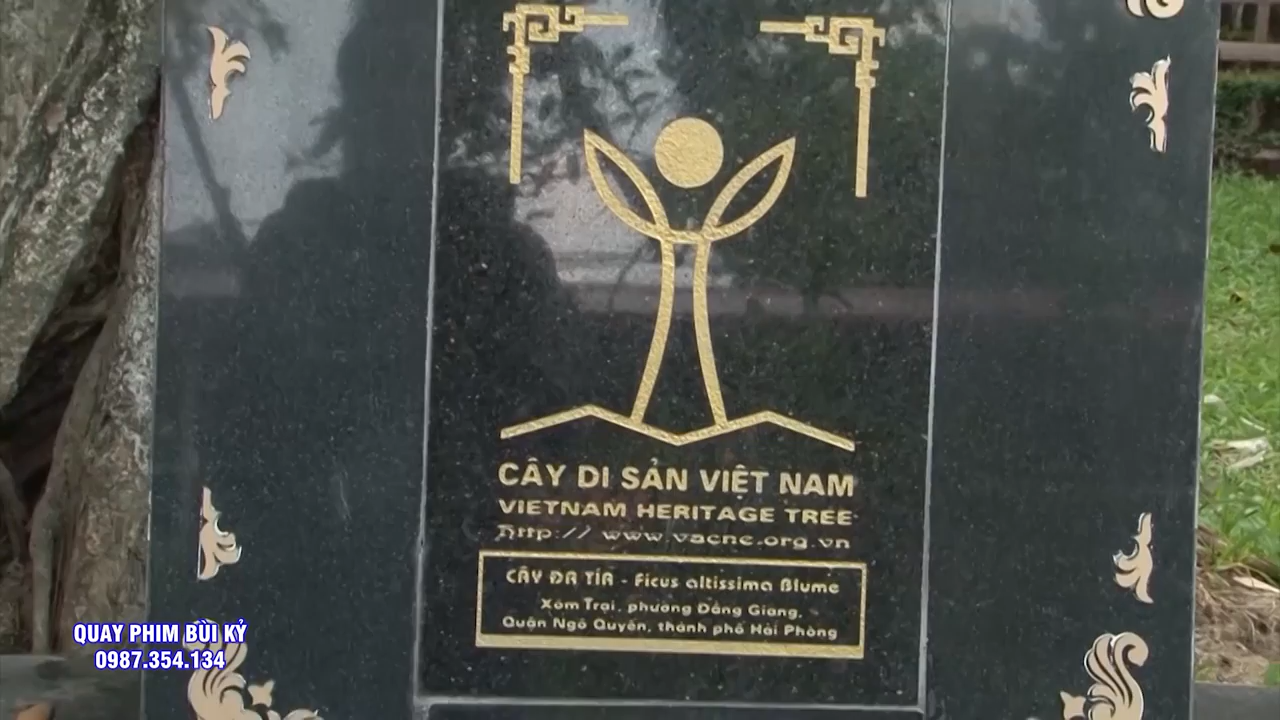 CÂY DI SẢN VIỆT NAM
VIETNAM HERITAGE TREE
http://www.vacne.org.vn
CÂY ĐA TÍA - Ficus altissima Blume
Xóm Trại, phường Đằng Giang,
Quận Ngô Quyền, thành phố Hải Phòng
QUAY PHIM BÙI KỶ
0987.354.134